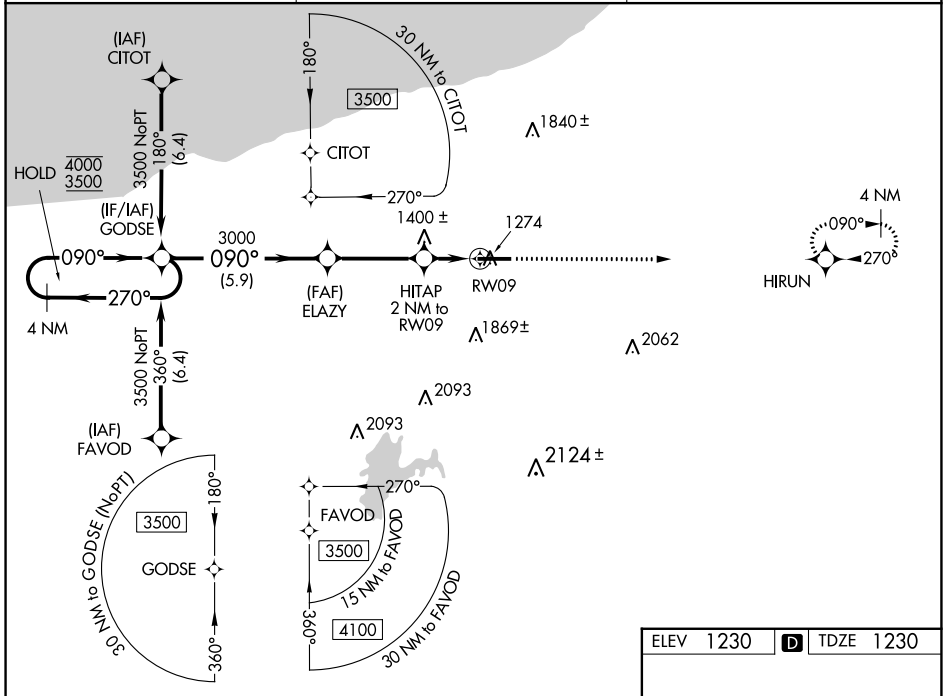 (IAF)
CITOT
3500 NoPT
180°
(6.4)
HOLD 4000
3500
(IF/IAF)
GODSE
090°
270°
4 NM
3000
090°
(5.9)
(FAF)
ELAZY
1400 ±
HITAP
2 NM to
RW09
1274
RW09
4 NM
090°
270°
HIRUN
180°
30 NM to CITOT
3500
CITOT
270°
1840 ±
1869 ±
2062
2093
2093
2124 ±
3500 NoPT
360°
(6.4)
(IAF)
FAVOD
30 NM to GODSE (NoPT)
180°
3500
GODSE
360°
270°
FAVOD
3500
15 NM to FAVOD
4100
30 NM to FAVOD
360°
ELEV 1230 D TDZE 1230